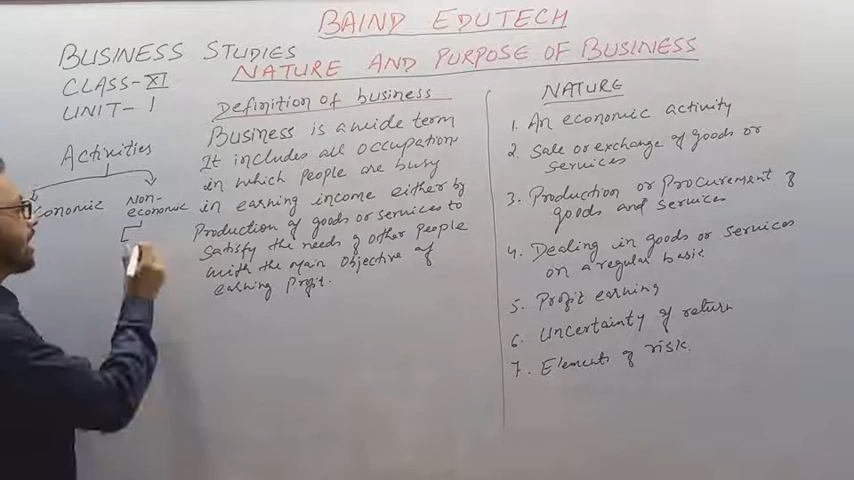 BAIND EDUTECH
BUSINESS STUDIES
CLASS-XI
UNIT- I
NATURE AND PURPOSE OF BUSINESS
Activities
conomic
Non-
economic
Definition of business
Business is a wide term
It includes all occupation
in which people are busy
in earning income either by
Production of goods or services to
satisfy the needs of other people
with the main objective of
earning Profit.
NATURE
1. An economic activity
2. Sale or exchange of goods or
services
3. Production or Procurement of
goods and services
4. Dealing in goods or services
on a regular basis
5. Profit earning
6. Uncertainty of return
7. Elements of risk.